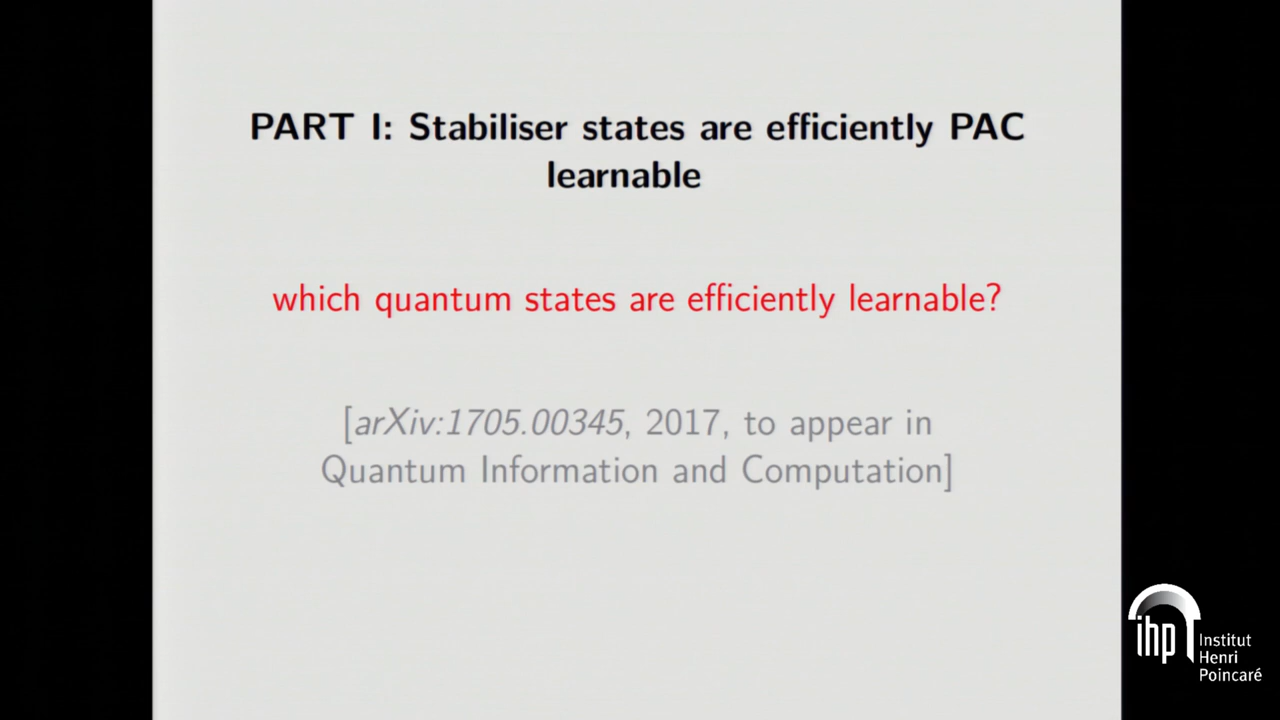 PART I: Stabiliser states are efficiently PAC
learnable
which quantum states are efficiently learnable?
[arXiv:1705.00345, 2017, to appear in
Quantum Information and Computation]
ihp Institut
Henri
Poincaré